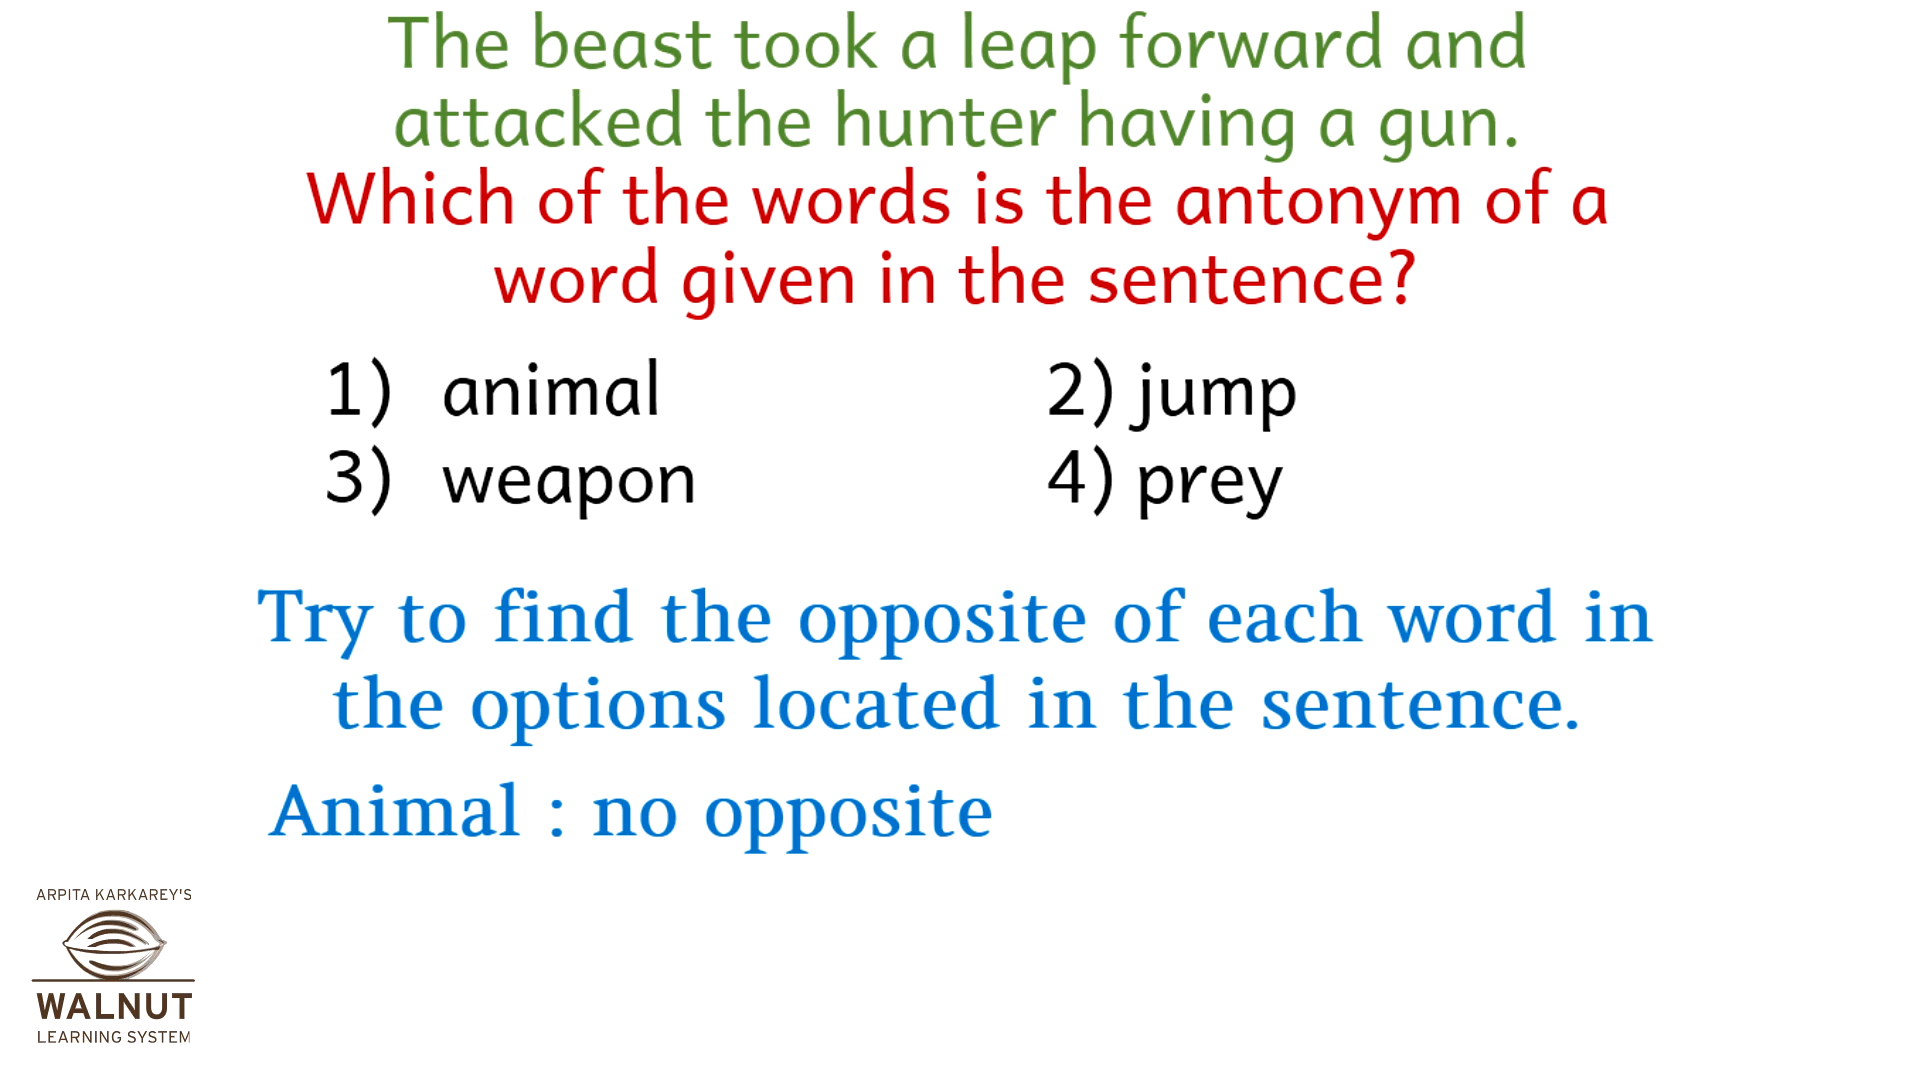 The beast took a leap forward and
attacked the hunter having a gun.
Which of the words is the antonym of a
word given in the sentence?
1) animal 2) jump
3) weapon 4) prey
Try to find the opposite of each word in
the options located in the sentence.
Animal : no opposite
ARPITA KARKAREY'S
WALNUT
LEARNING SYSTEM